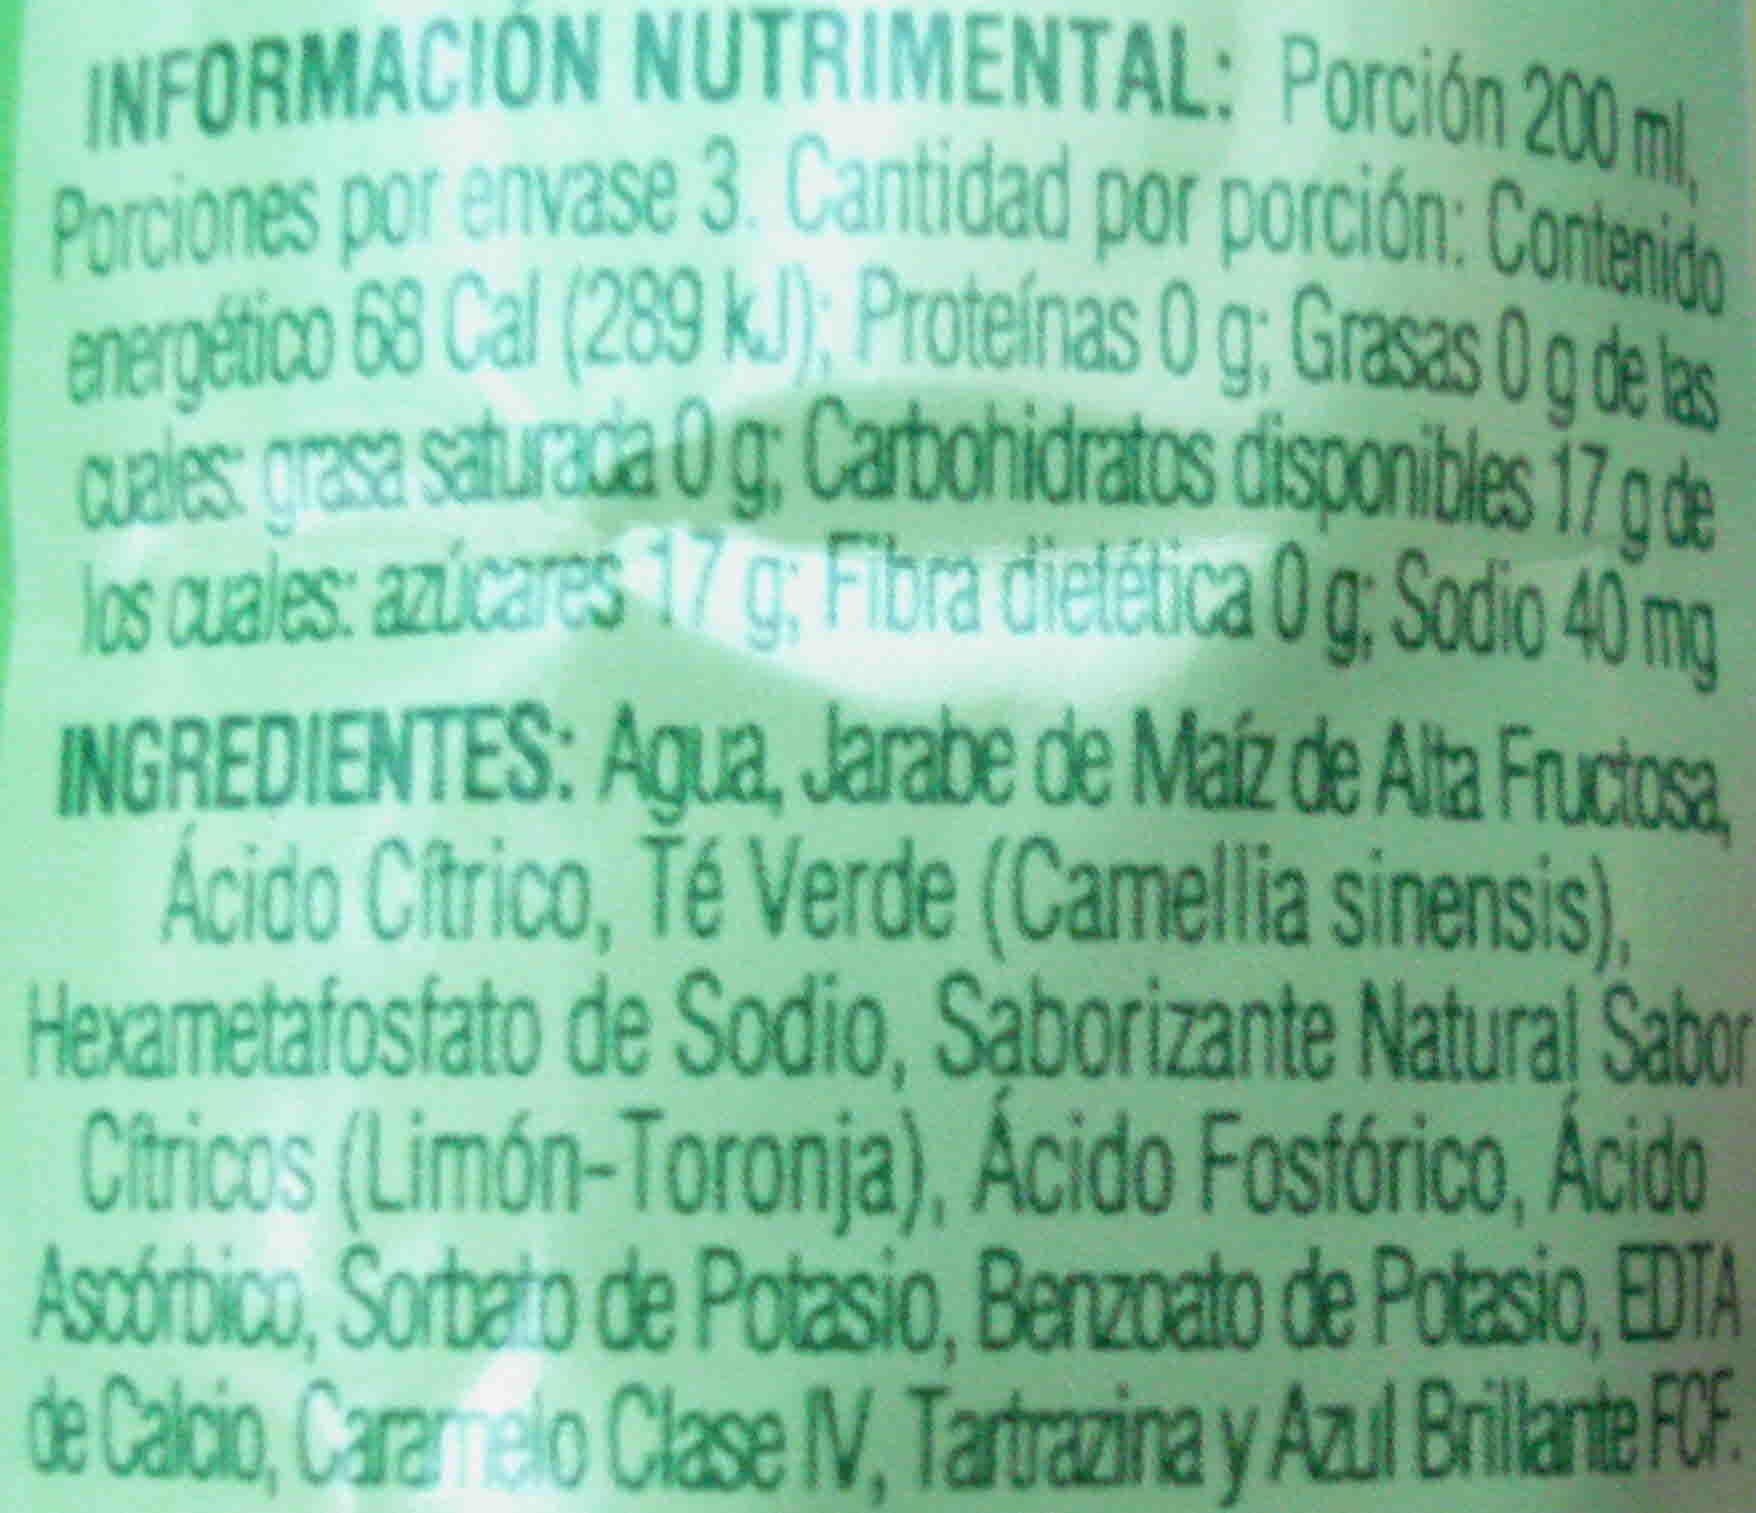 INFORMACIÓN NUTRIMENTAL: Porción 200 ml,
Porciones por envase 3. Cantidad por porción: Contenido
energético 68 Cal (289 kJ); Proteínas 0 g; Grasas 0 g de las
cuales: grasa saturada 0 g; Carbohidratos disponibles 17 g de
los cuales: azúcares 17 g; Fibra dietética 0 g; Sodio 40 mg
INGREDIENTES: Agua, Jarabe de Maíz de Alta Fructosa,
Ácido Cítrico, Té Verde (Camellia sinensis),
Hexametafosfato de Sodio, Saborizante Natural Sabor
Cítricos (Limón-Toronja), Ácido Fosfórico, Ácido
Ascórbico, Sorbato de Potasio, Benzoato de Potasio, EDTA
de Calcio, Caramelo Clase IV, Tartrazina y Azul Brillante FCF.